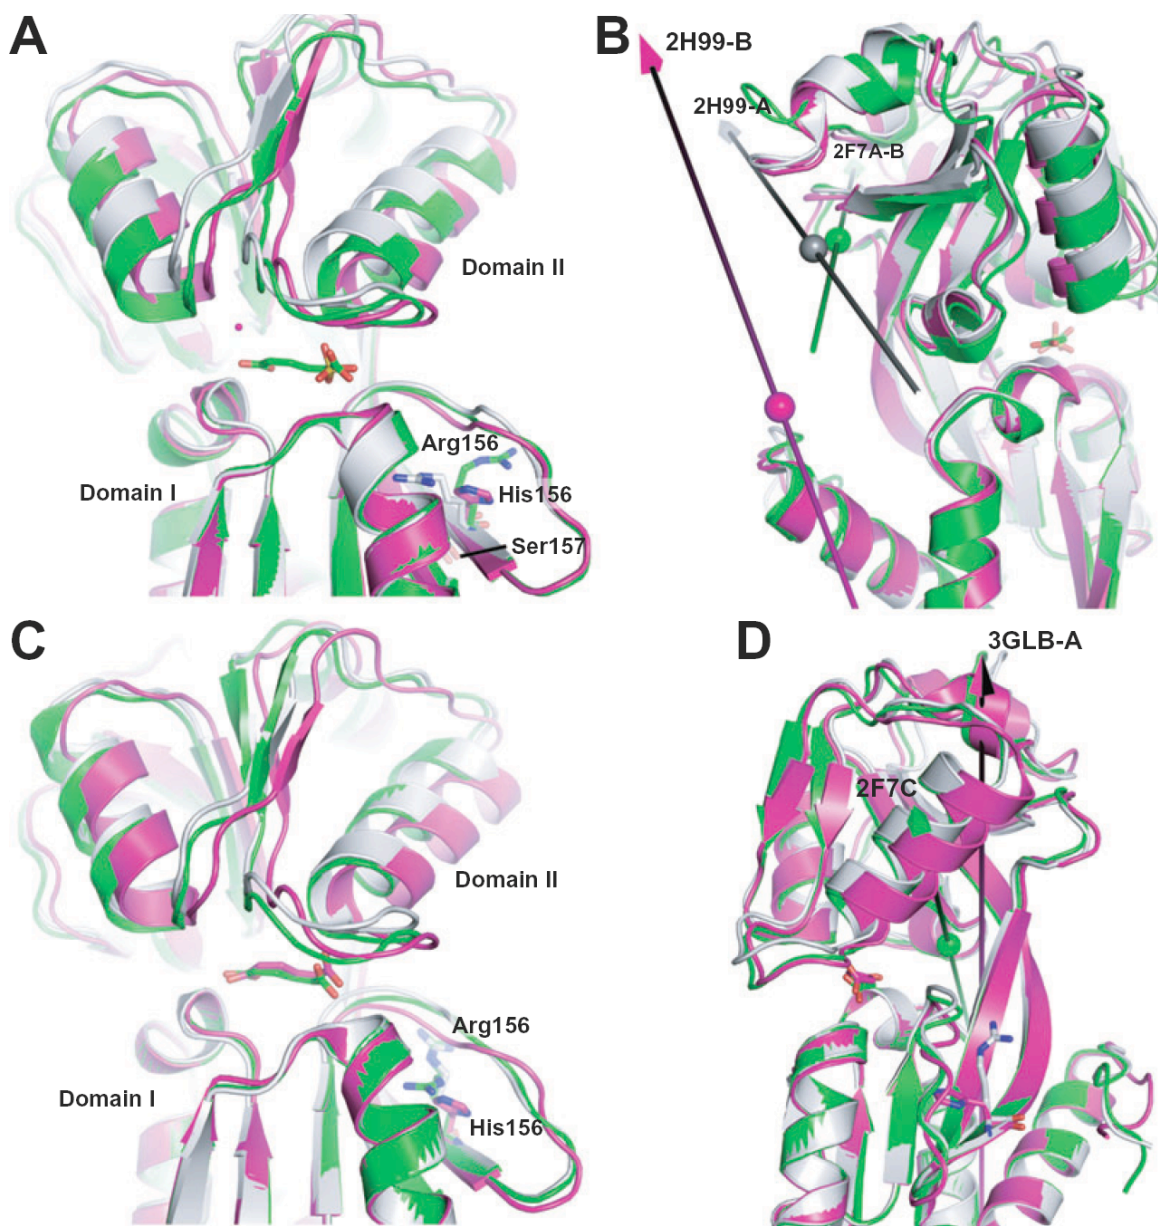 A
Domain II
Arg156
Domain I
His156
Ser157
B
2H99-B
2H99-A
2F7A-B
C
Domain II
Arg156
Domain I
His156
D
3GLB-A
2F7C